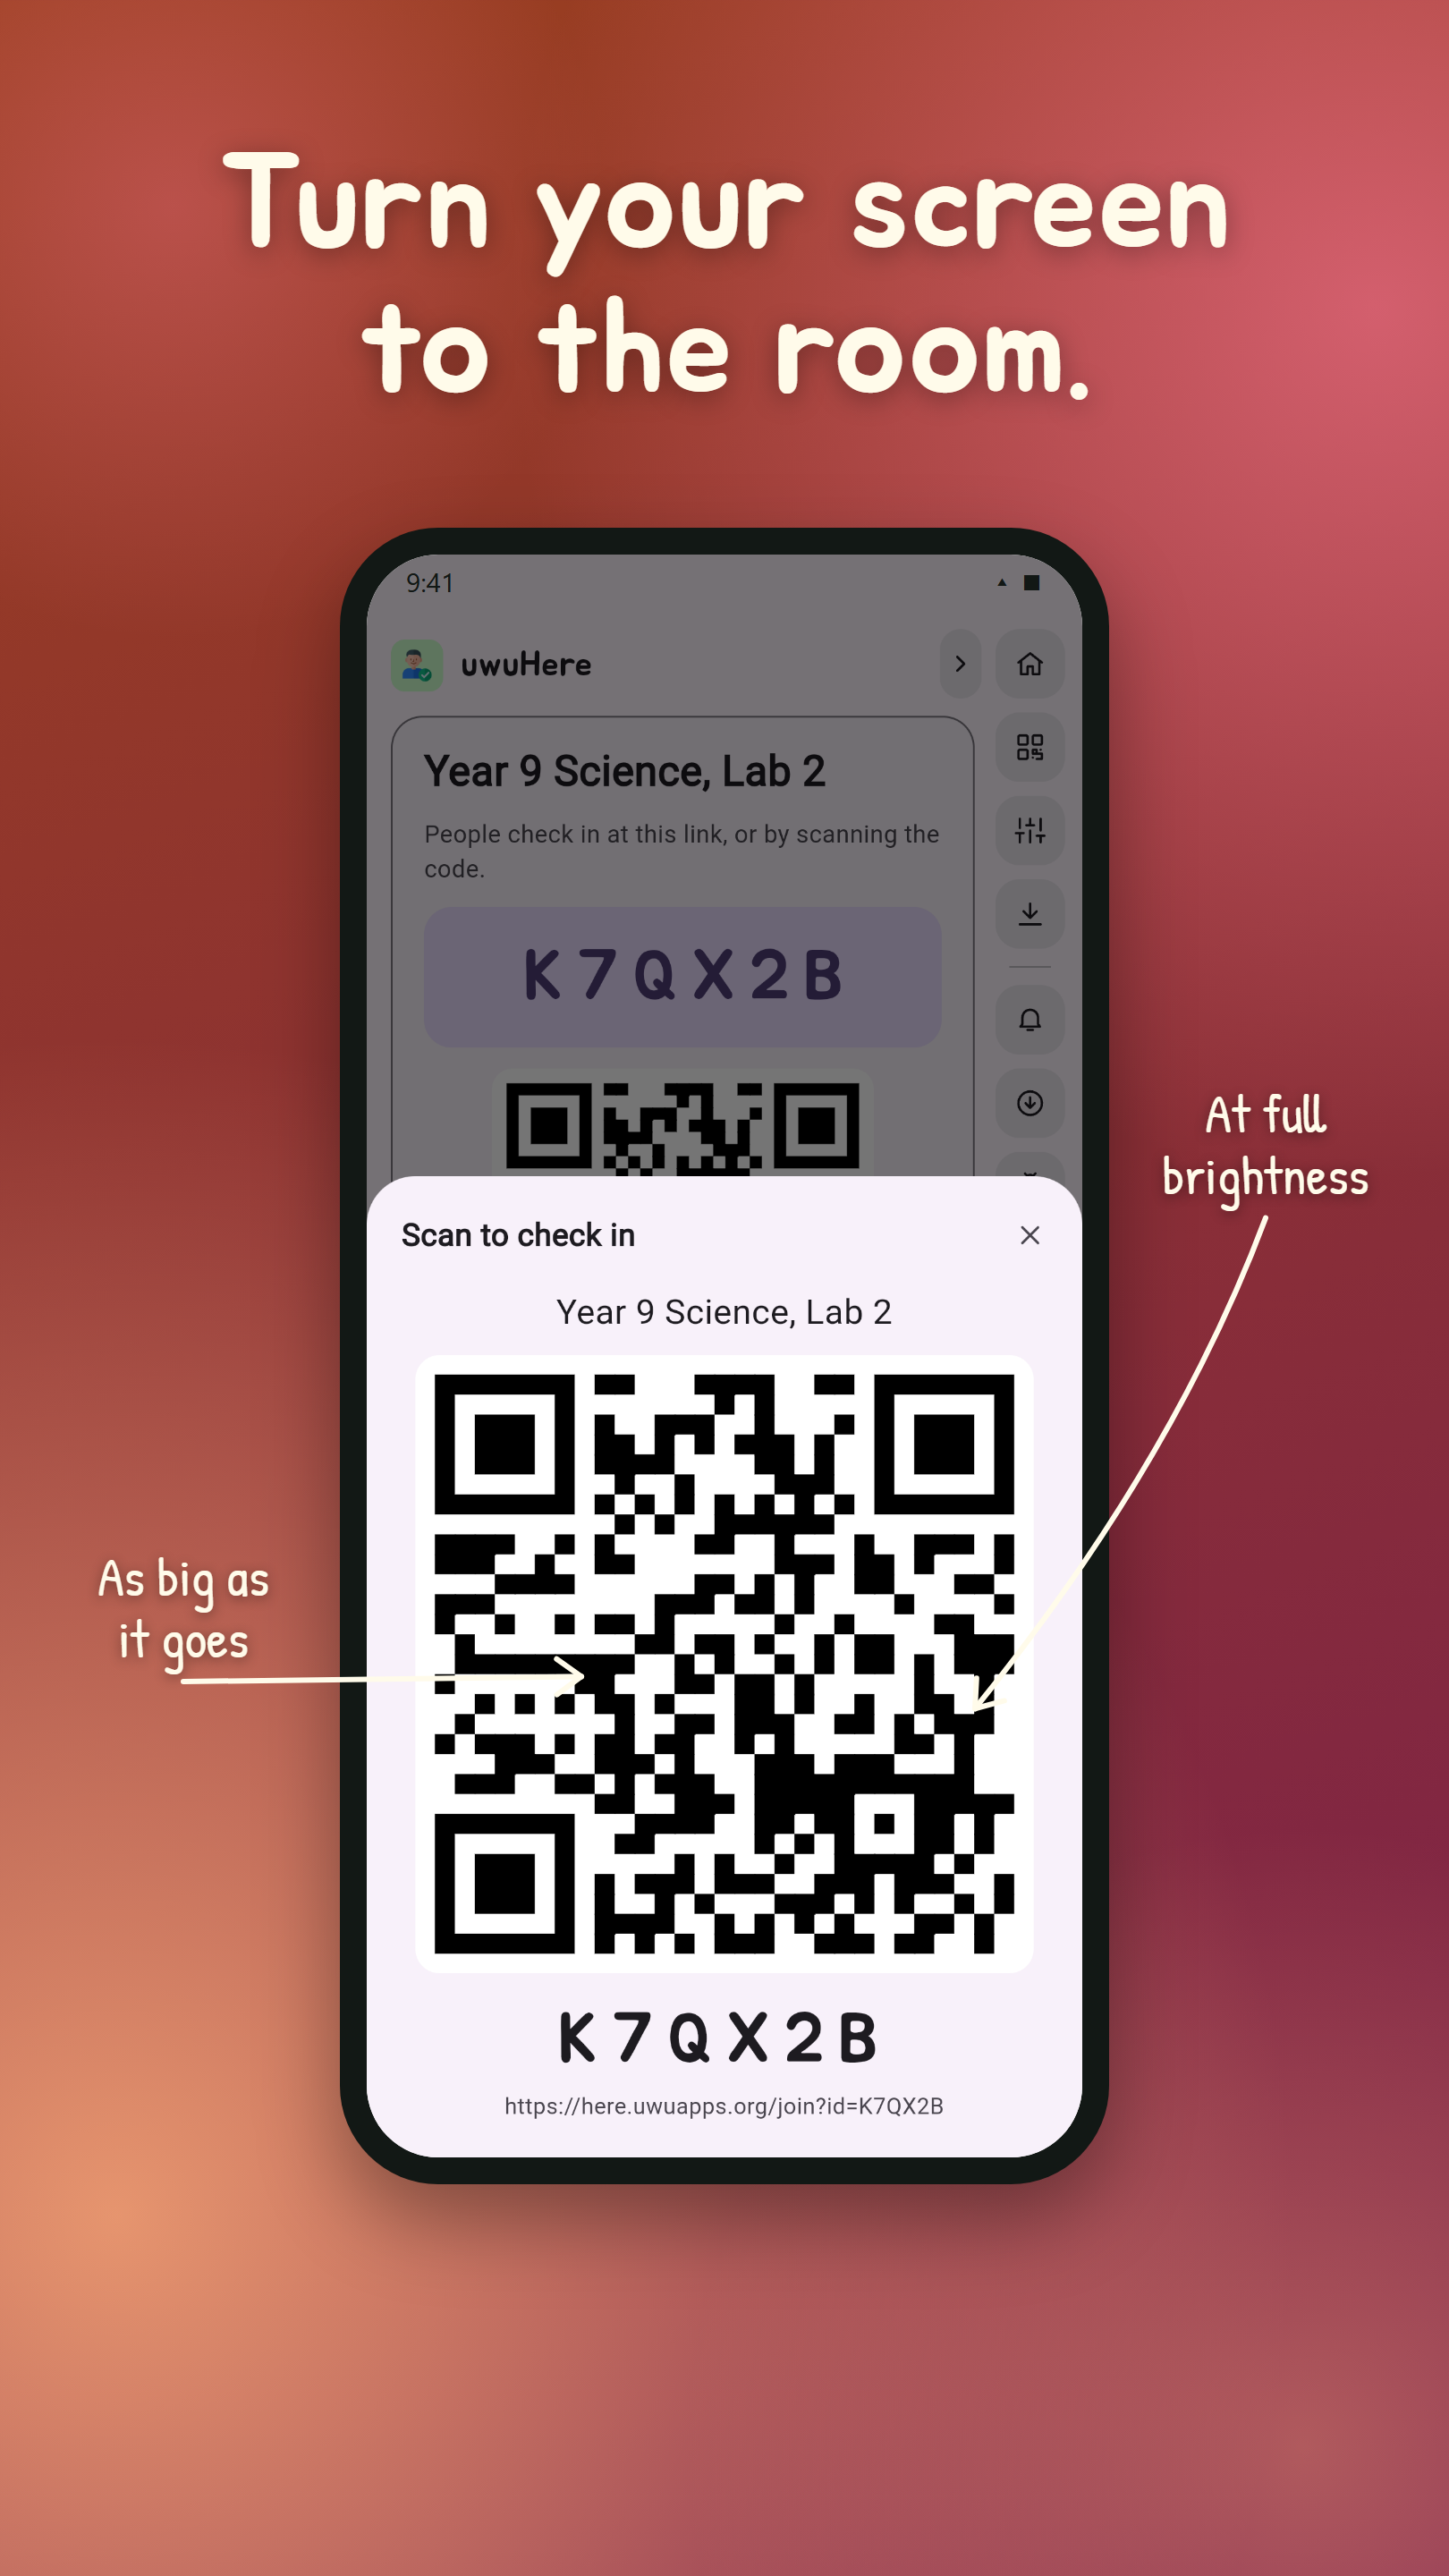 Turn your screen
to the room.
9:41
uwuHere
Year 9 Science, Lab 2
People check in at this link, or by scanning the
code.
K7QX2B
At full
brightness
Scan to check in
Year 9 Science, Lab 2
As big as
it goes
K7QX2B
https://here.uwuapps.org/join?id=K7QX2B